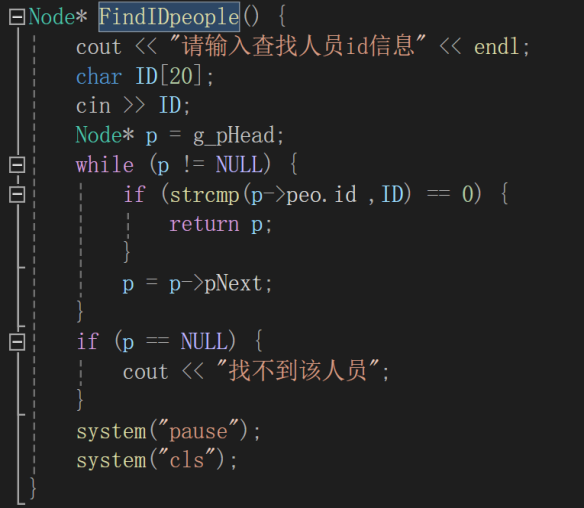 Node* FindIDpeople() {
cout << "请输入查找人员id信息" << endl;
char ID[20];
cin >> ID;
Node* p = g_pHead;
while (p != NULL) {
if (strcmp(p->peo.id ,ID) == 0) {
return p;
}
p = p->pNext;
}
if (p == NULL) {
cout << "找不到该人员";
}
system("pause");
system("cls");
}